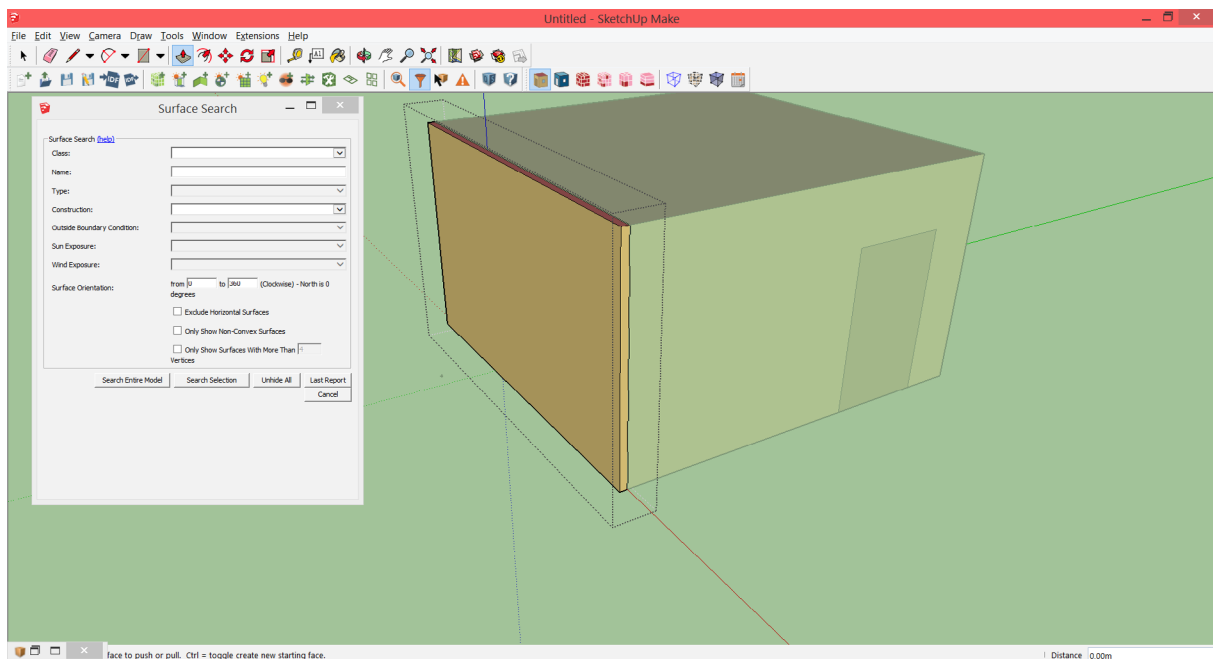 Untitled - SketchUp Make
File Edit View Camera Draw Tools Window Extensions Help
Surface Search
Surface Search (help)
Class:
Name:
Type:
Construction:
Outside Boundary Condition:
Sun Exposure:
Wind Exposure:
Surface Orientation: from 0 to 360 (Clockwise) - North is 0
degrees
Exclude Horizontal Surfaces
Only Show Non-Convex Surfaces
Only Show Surfaces With More Than 4
Vertices
Search Entire Model Search Selection Unhide All Last Report
Cancel
face to push or pull. Ctrl = toggle create new starting face. Distance 0.00m